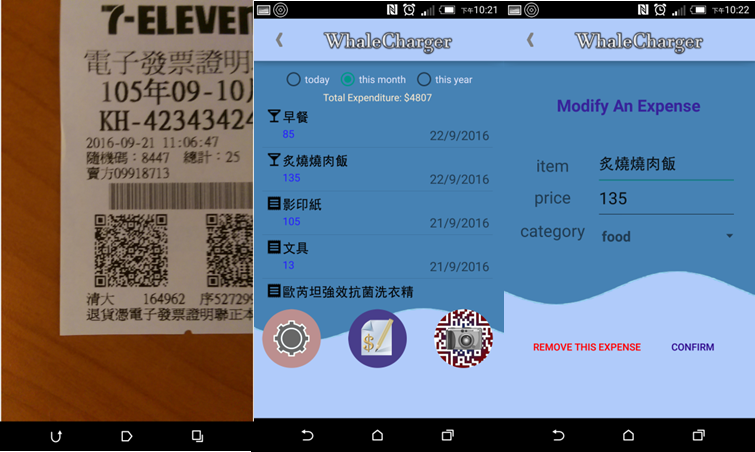 7-ELEVEN
電子發票證明
105年09-10
KH-42343424
2016-09-21 11:06:47
隨機碼：8447 總計：25
賣方09918713
清大 164962 序527299
退貨憑電子發票證明聯正本
下午10:21
WhaleCharger
today this month this year
Total Expenditure: $4807
早餐
85 22/9/2016
炙燒燒肉飯
135 22/9/2016
影印紙
105 21/9/2016
文具
13 21/9/2016
歐芮坦強效抗菌洗衣精
下午10:22
WhaleCharger
Modify An Expense
item 炙燒燒肉飯
price 135
category food
REMOVE THIS EXPENSE CONFIRM